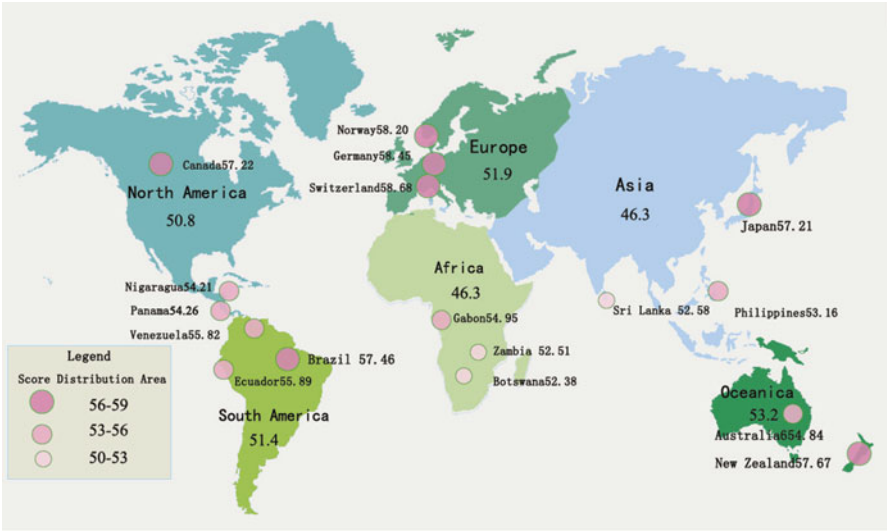 Norway58.20
Germany58.45
Switzerland58.68
Europe
51.9
Canada57.22
North America
50.8
Asia
46.3
Japan57.21
Africa
46.3
Nigaragua54.21
Panama54.26
Venezuela55.82
Gabon54.95
Sri Lanka 52.58
Philippines53.16
Brazil 57.46
Ecuador55.89
Zambia 52.51
Botswana52.38
South America
51.4
Oceanica
53.2
Australia654.84
New Zealand57.67
Legend
Score Distribution Area
56-59
53-56
50-53